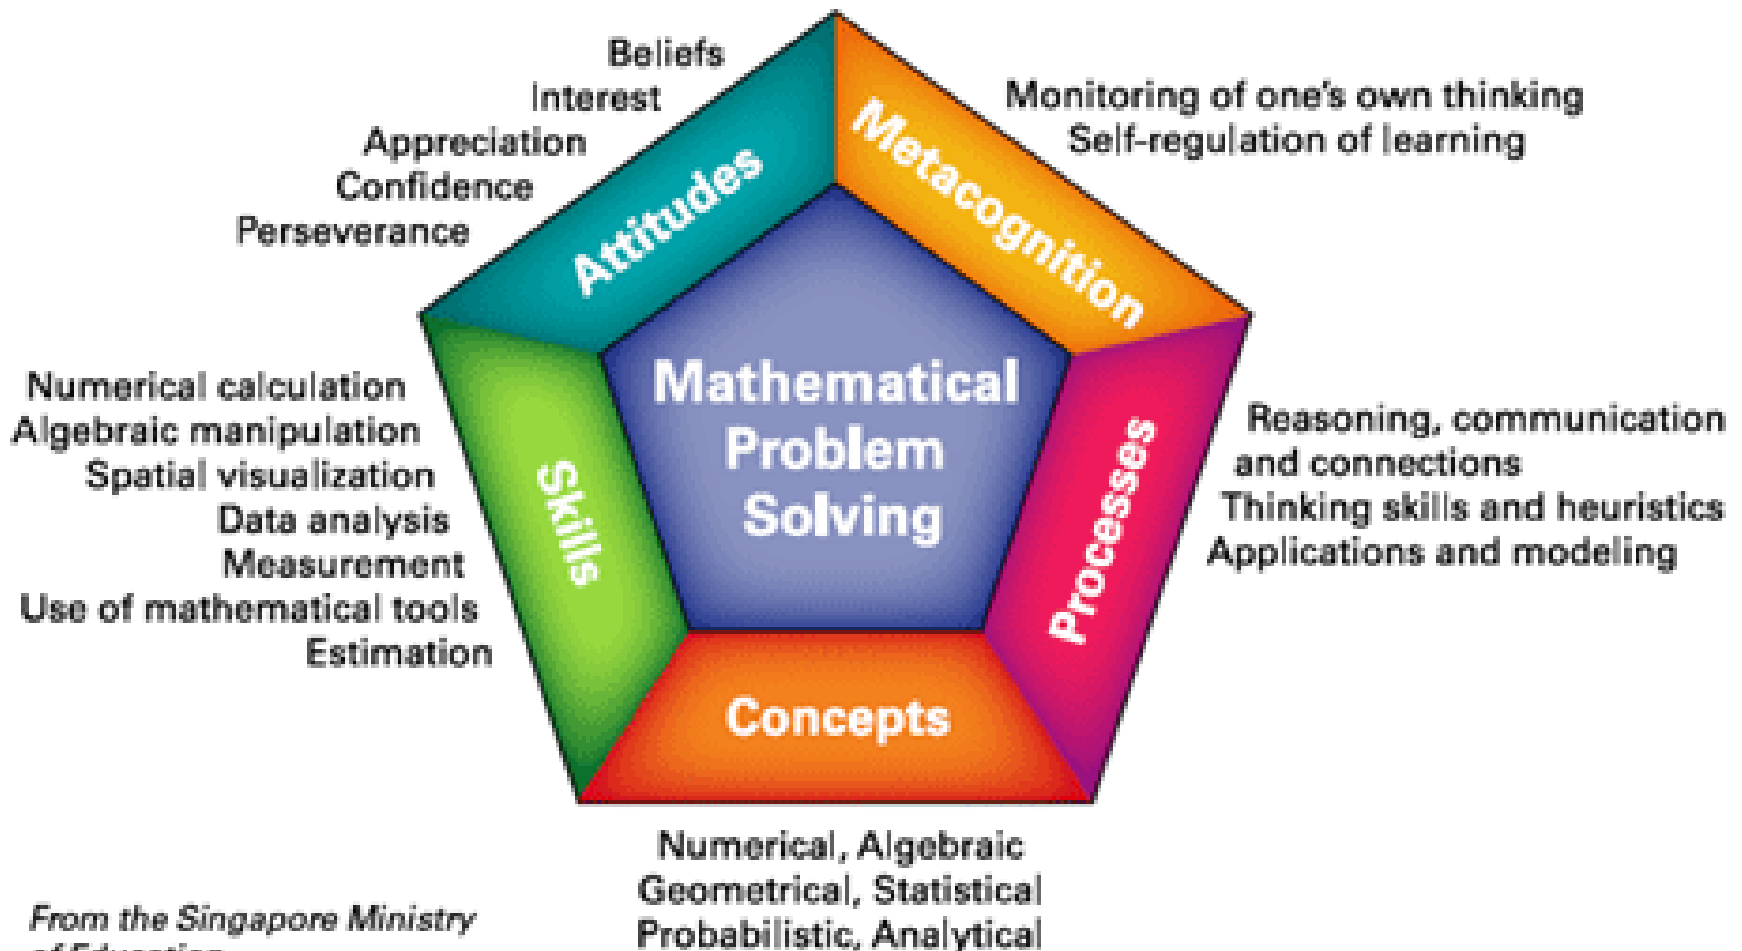 Beliefs
Interest
Appreciation
Confidence
Perseverance
Attitudes
Metacognition
Monitoring of one's own thinking
Self-regulation of learning
Numerical calculation
Algebraic manipulation
Spatial visualization
Data analysis
Measurement
Use of mathematical tools
Estimation
Skills
Mathematical
Problem
Solving
Processes
Reasoning, communication
and connections
Thinking skills and heuristics
Applications and modeling
Concepts
Numerical, Algebraic
Geometrical, Statistical
Probabilistic, Analytical
From the Singapore Ministry
of Education